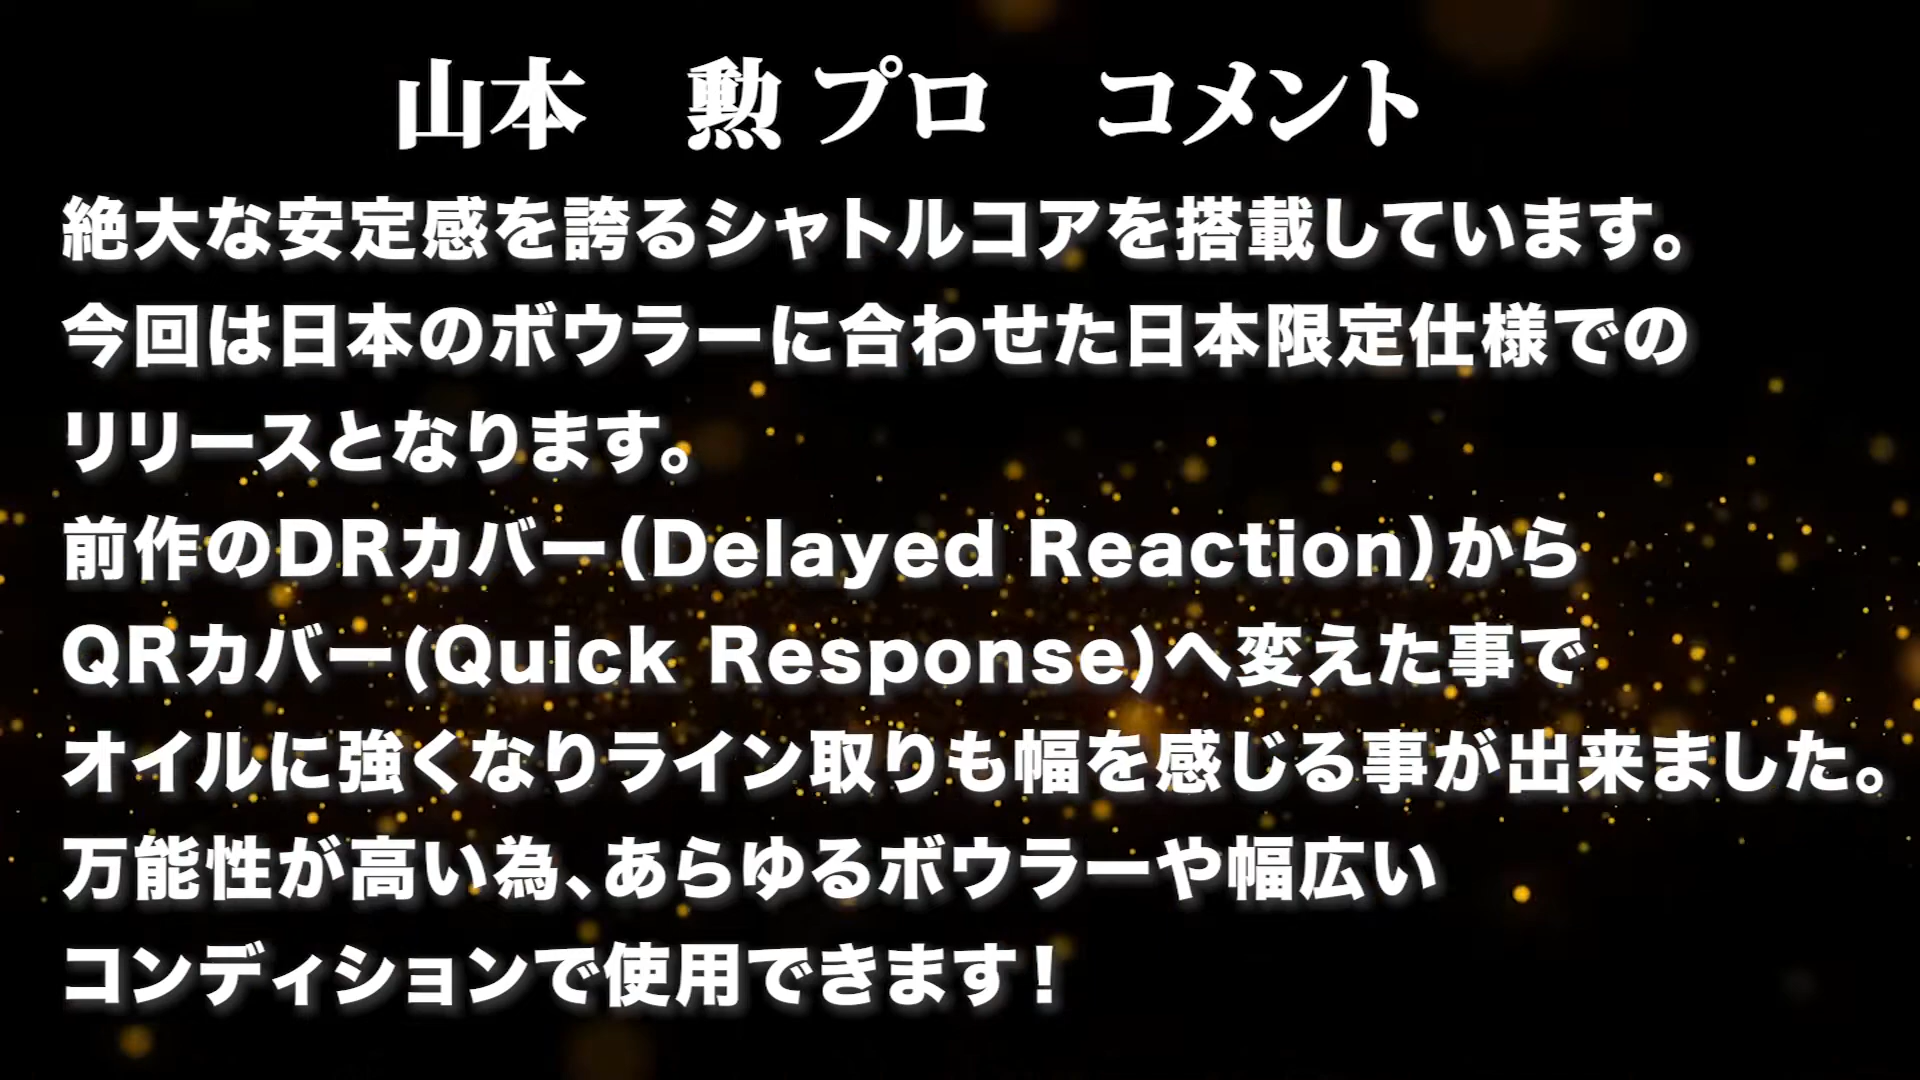 山本　勲 プロ　コメント
絶大な安定感を誇るシャトルコアを搭載しています。
今回は日本のボウラーに合わせた日本限定仕様での
リリースとなります。
前作のDRカバー（Delayed Reaction）から
QRカバー(Quick Response)へ変えた事で
オイルに強くなりライン取りも幅を感じる事が出来ました。
万能性が高い為、あらゆるボウラーや幅広い
コンディションで使用できます！